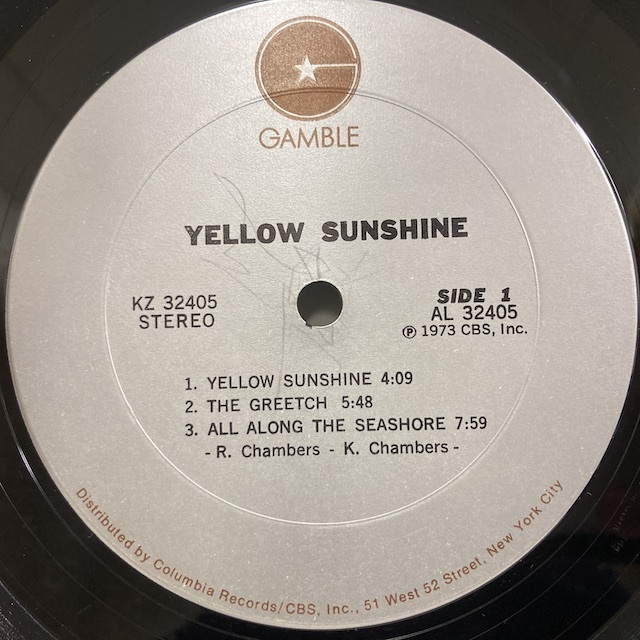 GAMBLE
YELLOW SUNSHINE
KZ 32405
STEREO
SIDE 1
AL 32405
Ⓟ 1973 CBS, Inc.
1. YELLOW SUNSHINE 4:09
2. THE GREETCH 5:48
3. ALL ALONG THE SEASHORE 7:59
- R. Chambers - K. Chambers -
Distributed by Columbia Records/CBS, Inc., 51 West 52 Street, New York City